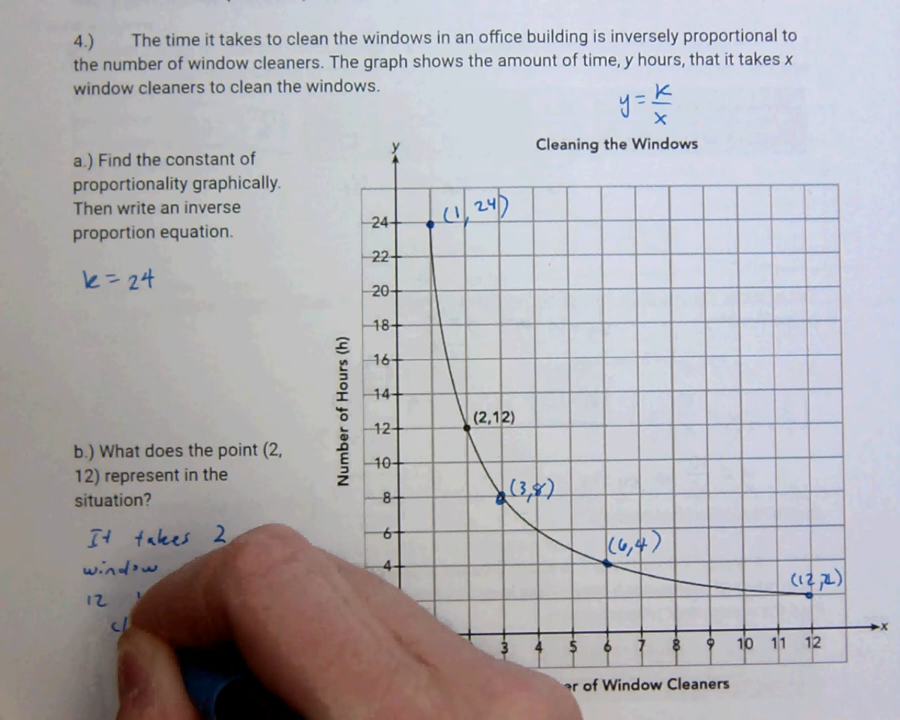 4.) The time it takes to clean the windows in an office building is inversely proportional to
the number of window cleaners. The graph shows the amount of time, y hours, that it takes x
window cleaners to clean the windows.
y = K/x
a.) Find the constant of
proportionality graphically.
Then write an inverse
proportion equation.
k = 24
b.) What does the point (2,
12) represent in the
situation?
It takes 2
window
12
Cleaning the Windows
y
(1, 24)
24
22
20
18
16
14
(2,12)
12
10
(3,8)
8
6
(6,4)
4
(12,2)
x
3 4 5 6 7 8 9 10 11 12
Number of Hours (h)
of Window Cleaners